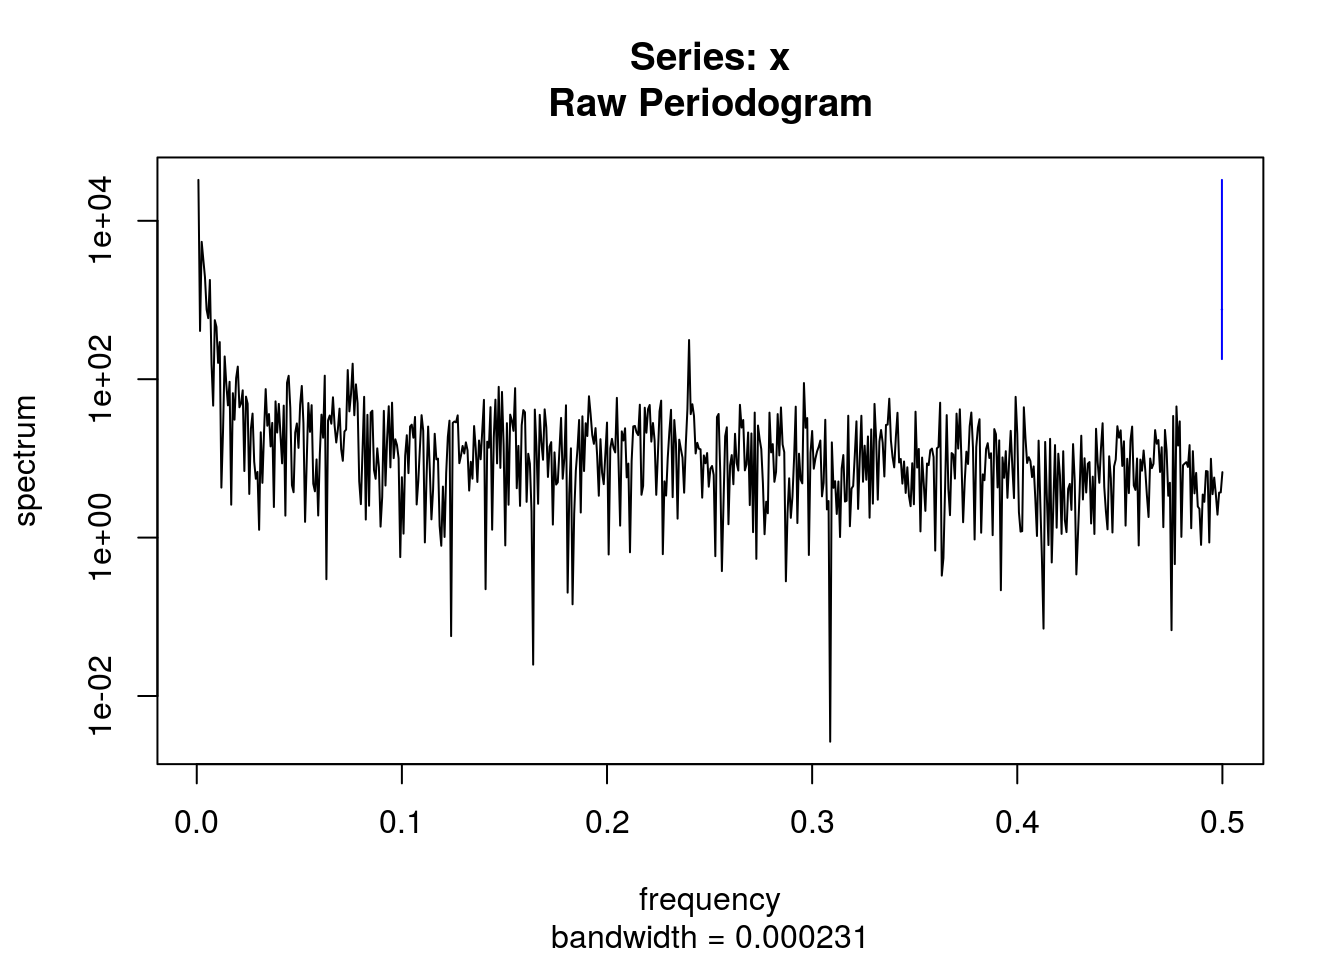 Series: x
Raw Periodogram
spectrum
1e+04
1e+02
1e+00
1e-02
0.0 0.1 0.2 0.3 0.4 0.5
frequency
bandwidth = 0.000231